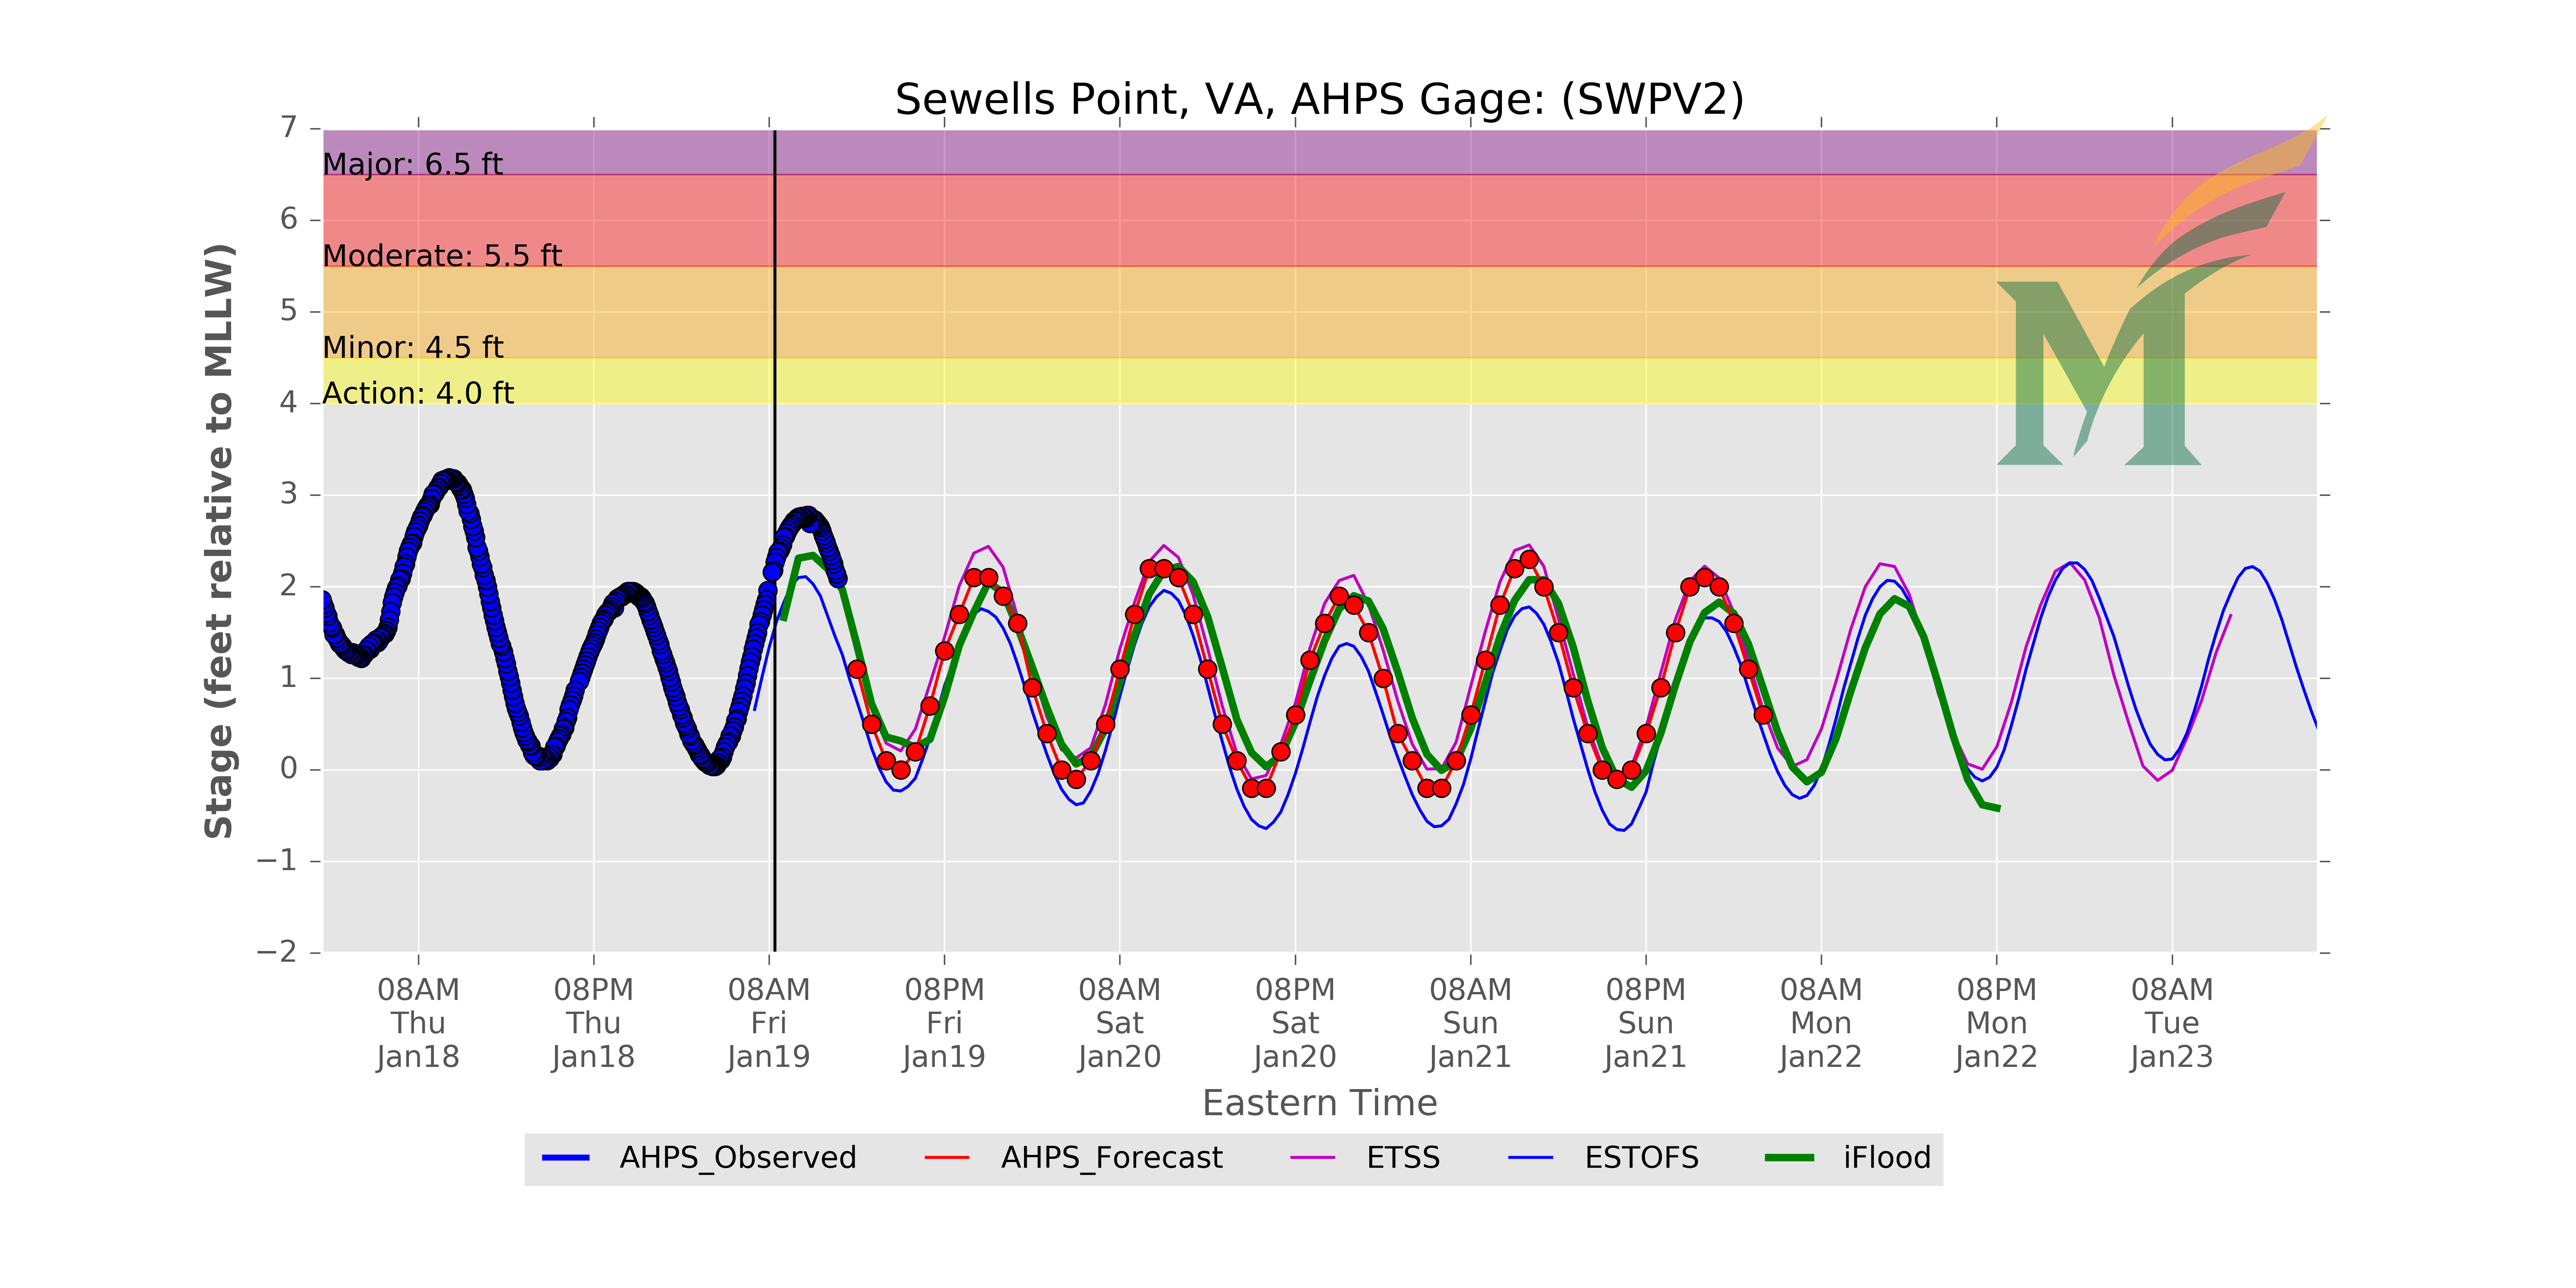 Sewells Point, VA, AHPS Gage: (SWPV2)
Stage (feet relative to MLLW)
7
6
5
4
3
2
1
0
−1
−2
Major: 6.5 ft
Moderate: 5.5 ft
Minor: 4.5 ft
Action: 4.0 ft
M
08AM 08PM 08AM 08PM 08AM 08PM 08AM 08PM 08AM 08PM 08AM
Thu Thu Fri Fri Sat Sat Sun Sun Mon Mon Tue
Jan18 Jan18 Jan19 Jan19 Jan20 Jan20 Jan21 Jan21 Jan22 Jan22 Jan23
Eastern Time
AHPS_Observed AHPS_Forecast ETSS ESTOFS iFlood